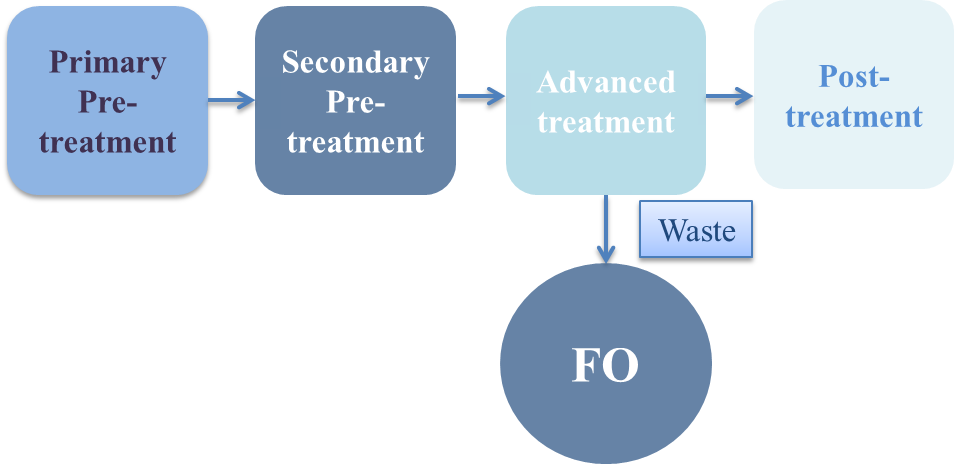 Primary
Pre-
treatment
Secondary
Pre-
treatment
Advanced
treatment
Post-
treatment
Waste
FO